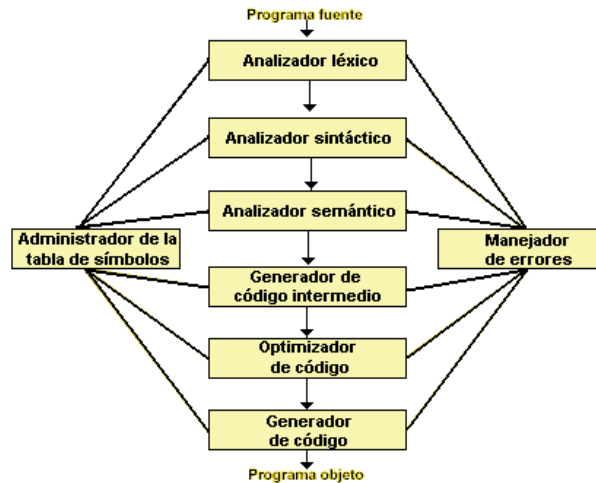 Programa fuente
Analizador léxico
Analizador sintáctico
Analizador semántico
Administrador de la
tabla de símbolos
Manejador
de errores
Generador de
código intermedio
Optimizador
de código
Generador
de código
Programa objeto